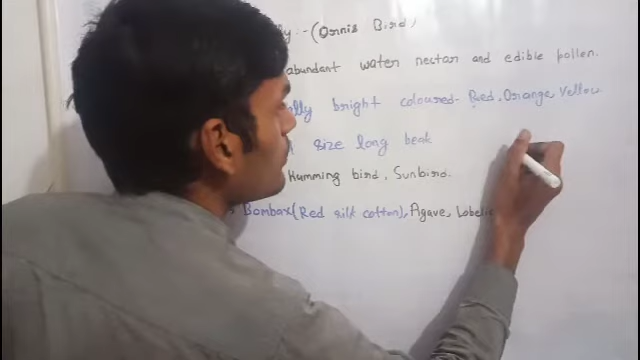 :-(Ornis Bird)
abundant water nectar and edible pollen.
bright coloured- Red, Orange Yellow
size long beak
Humming bird, Sunbird.
Bombax(Red silk cotton), Agave, Lobelia